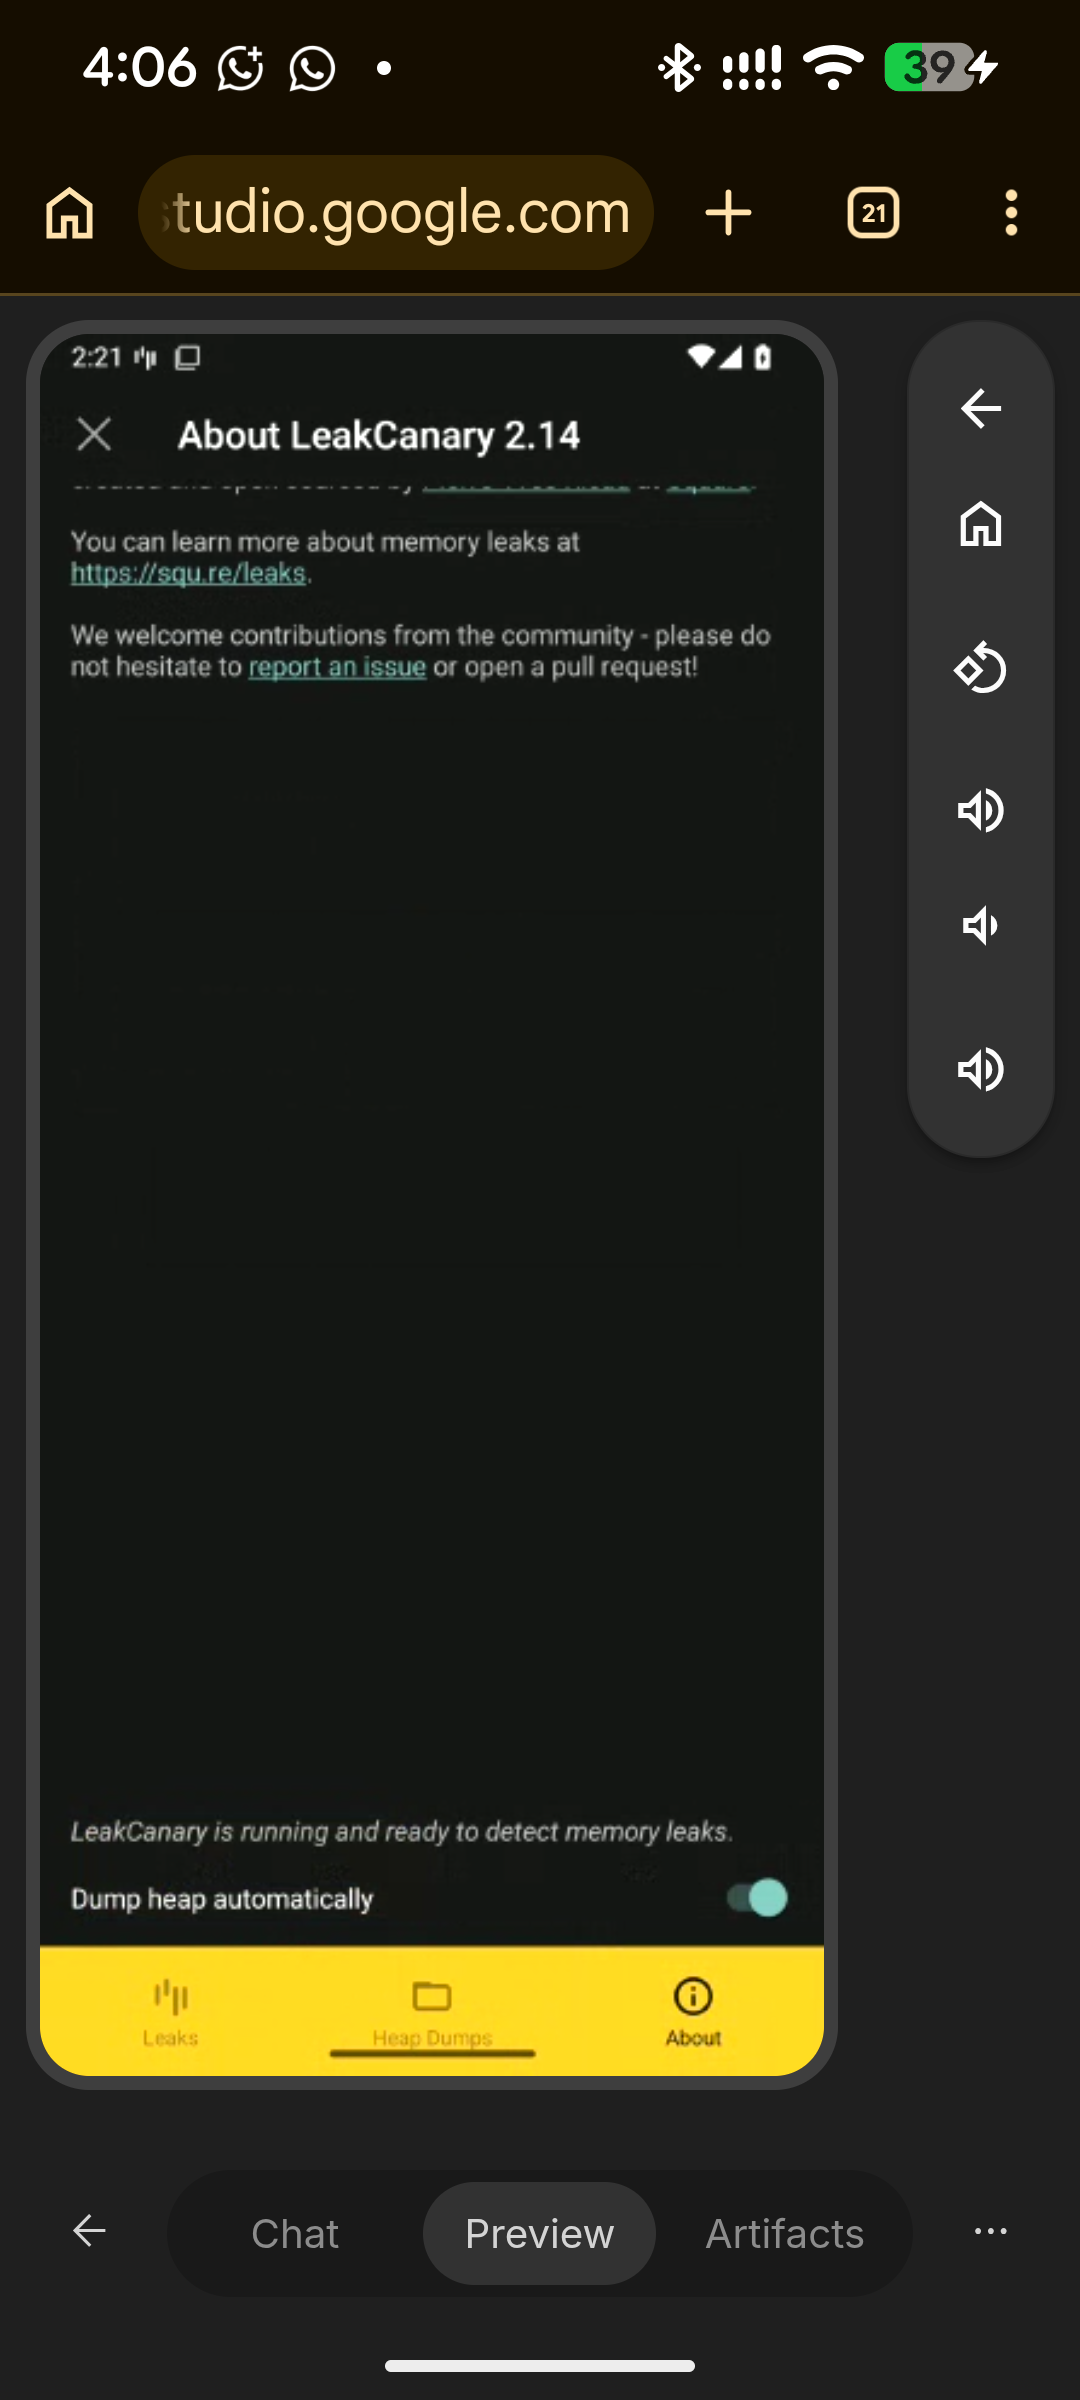 4:06
39
tudio.google.com
21
2:21
About LeakCanary 2.14
You can learn more about memory leaks at
https://squ.re/leaks.
We welcome contributions from the community - please do
not hesitate to report an issue or open a pull request!
LeakCanary is running and ready to detect memory leaks.
Dump heap automatically
Leaks
Heap Dumps
About
Chat
Preview
Artifacts